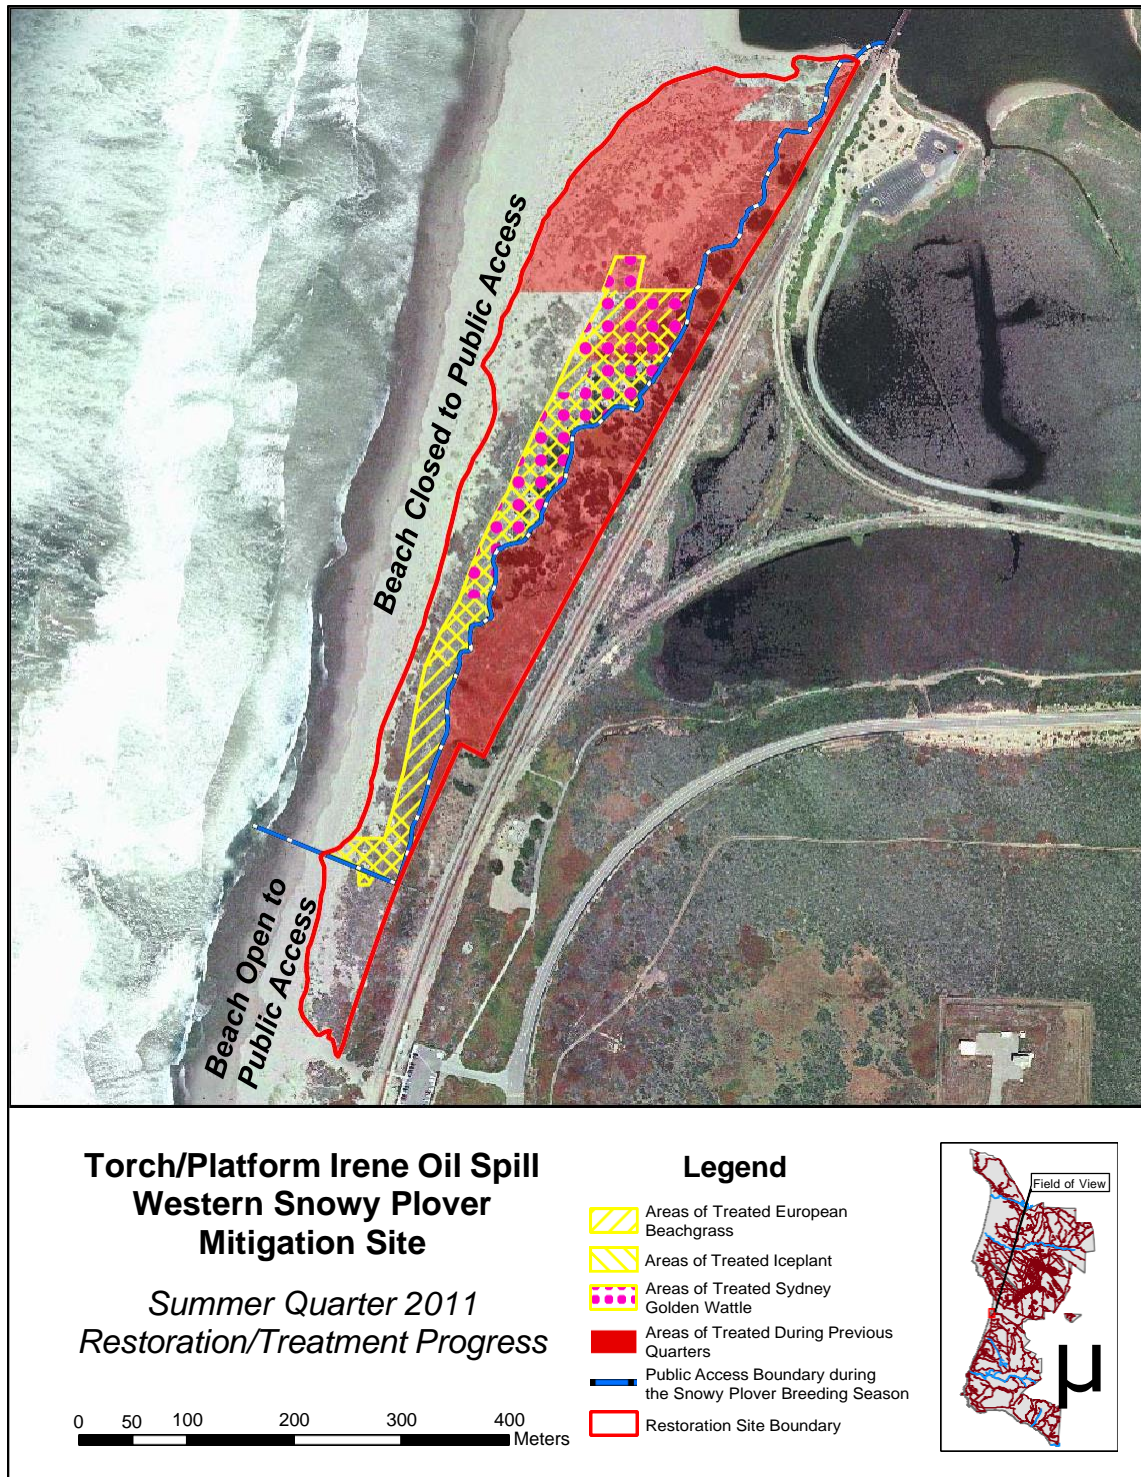 Beach Closed to Public Access
Beach Open to
Public Access
Torch/Platform Irene Oil Spill
Western Snowy Plover
Mitigation Site
Summer Quarter 2011
Restoration/Treatment Progress
0 50 100 200 300 400
Meters
Legend
Areas of Treated European
Beachgrass
Areas of Treated Iceplant
Areas of Treated Sydney
Golden Wattle
Areas of Treated During Previous
Quarters
Public Access Boundary during
the Snowy Plover Breeding Season
Restoration Site Boundary
Field of View
µ